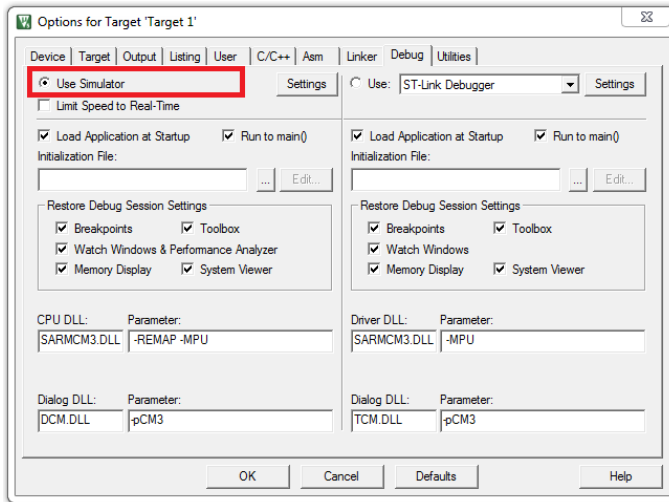 Options for Target 'Target 1'
Device Target Output Listing User C/C++ Asm Linker Debug Utilities
Use Simulator Settings Use: ST-Link Debugger Settings
Limit Speed to Real-Time
Load Application at Startup Run to main() Load Application at Startup Run to main()
Initialization File: Initialization File:
... Edit... ... Edit...
Restore Debug Session Settings Restore Debug Session Settings
Breakpoints Toolbox Breakpoints Toolbox
Watch Windows & Performance Analyzer Watch Windows
Memory Display System Viewer Memory Display System Viewer
CPU DLL: Parameter: Driver DLL: Parameter:
SARMCM3.DLL -REMAP -MPU SARMCM3.DLL -MPU
Dialog DLL: Parameter: Dialog DLL: Parameter:
DCM.DLL -pCM3 TCM.DLL -pCM3
OK Cancel Defaults Help